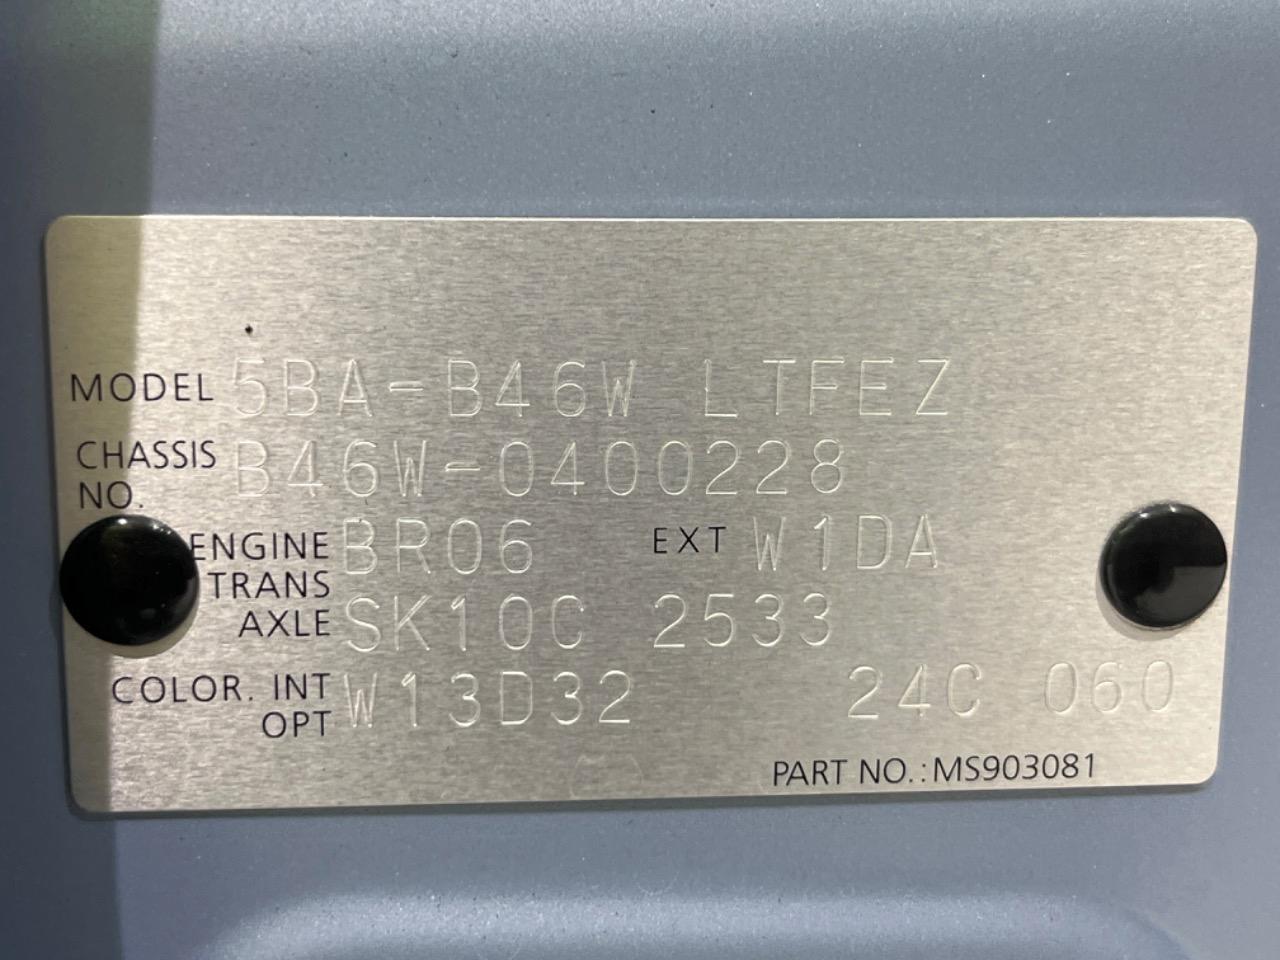 MODEL 5BA-B46W LTFEZ
CHASSIS NO. B46W-0400228
ENGINE BR06 EXT W1DA
TRANS AXLE SK10C 2533
COLOR. INT OPT W13D32 24C 060
PART NO.:MS903081